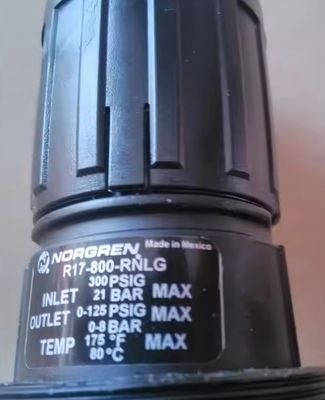 NORGREN. Made in Mexico
R17-800-RNLG
INLET 300 PSIG 21 BAR MAX
OUTLET 0-125 PSIG 0-8 BAR MAX
TEMP 175 °F 80 °C MAX